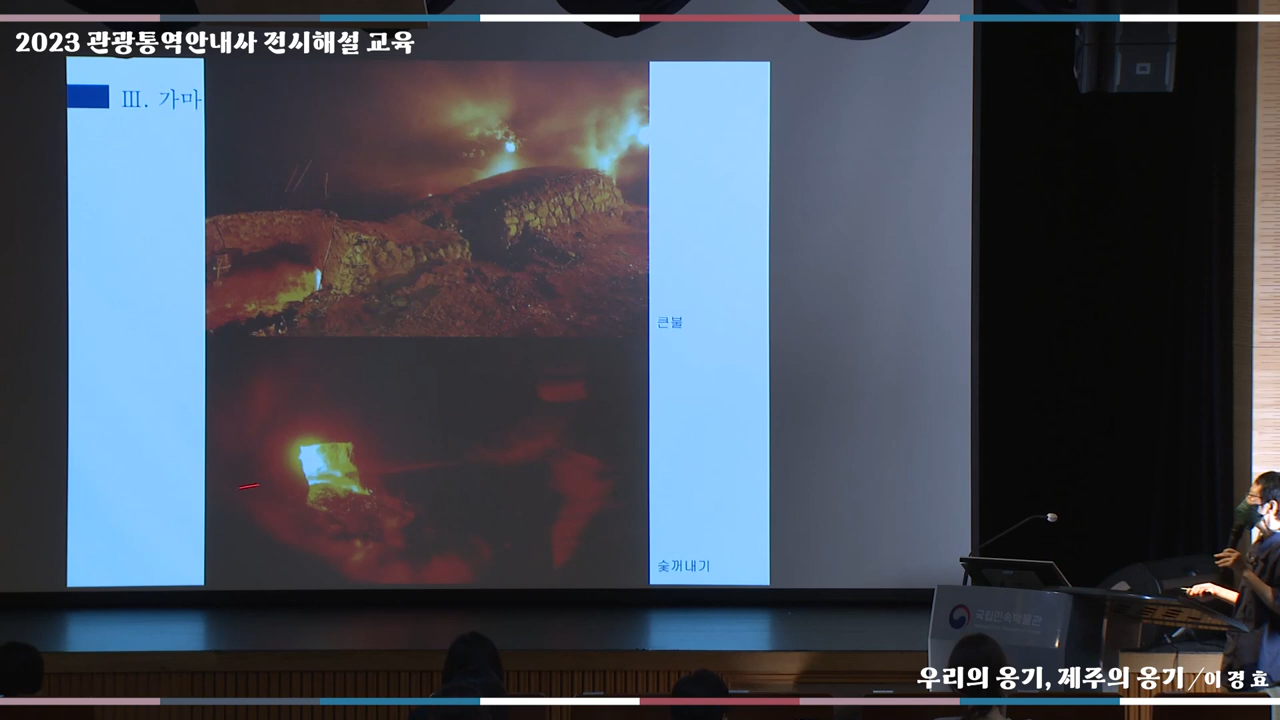 2023 관광통역안내사 전시해설 교육
Ⅲ. 가마
큰불
숯꺼내기
국립민속박물관
우리의 옹기, 제주의 옹기 / 이경효